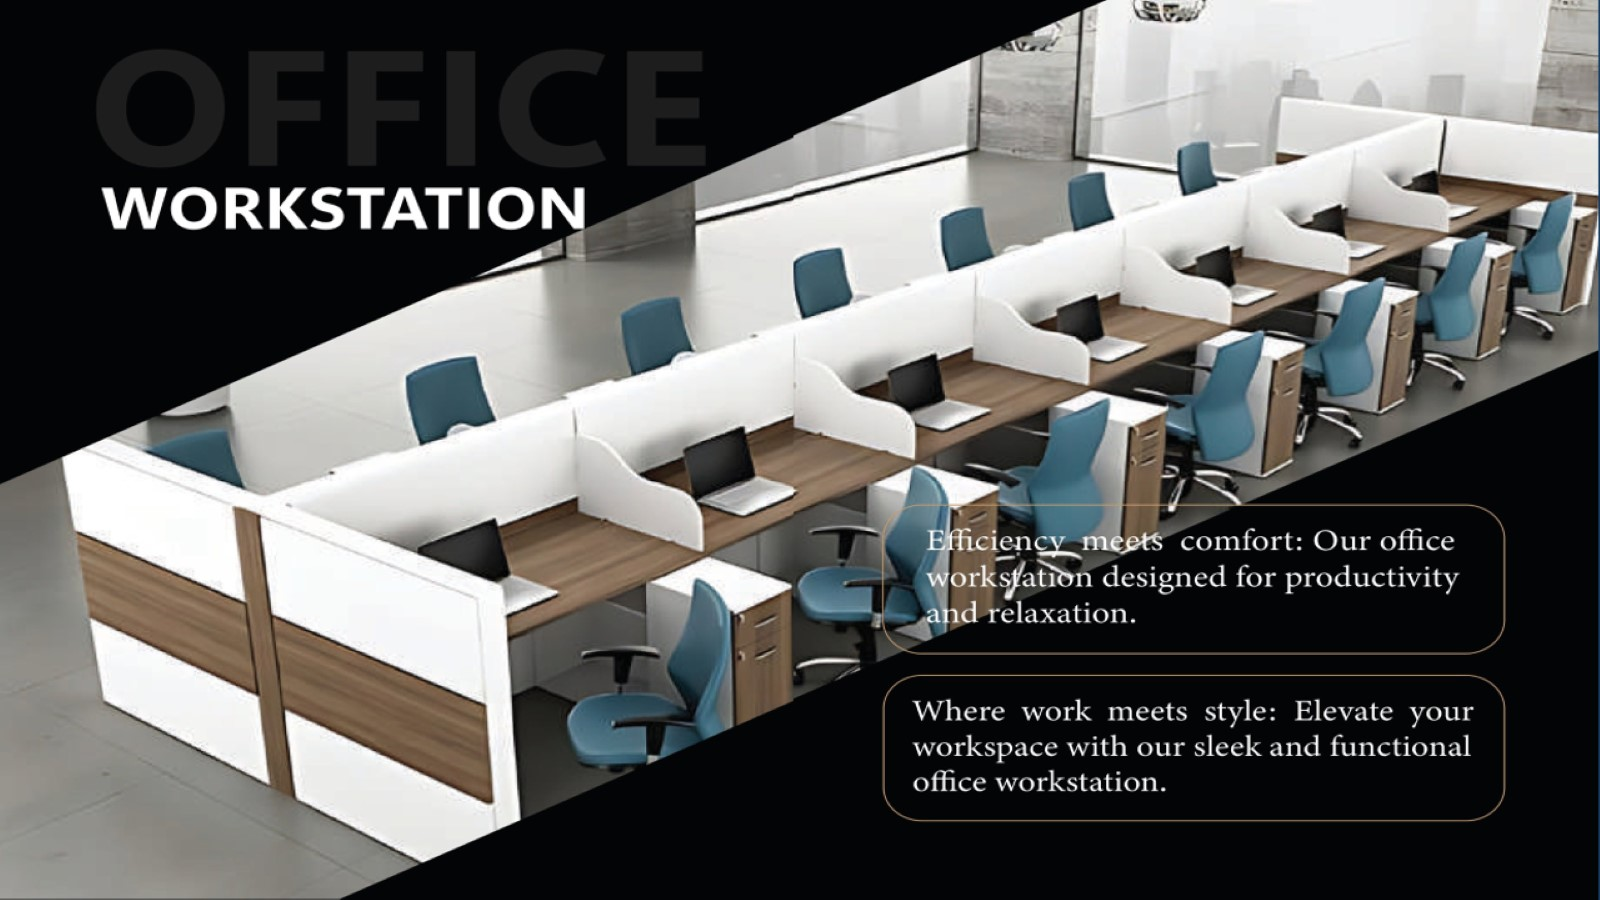 OFFICE
WORKSTATION
Efficiency meets comfort: Our office
workstation designed for productivity
and relaxation.
Where work meets style: Elevate your
workspace with our sleek and functional
office workstation.